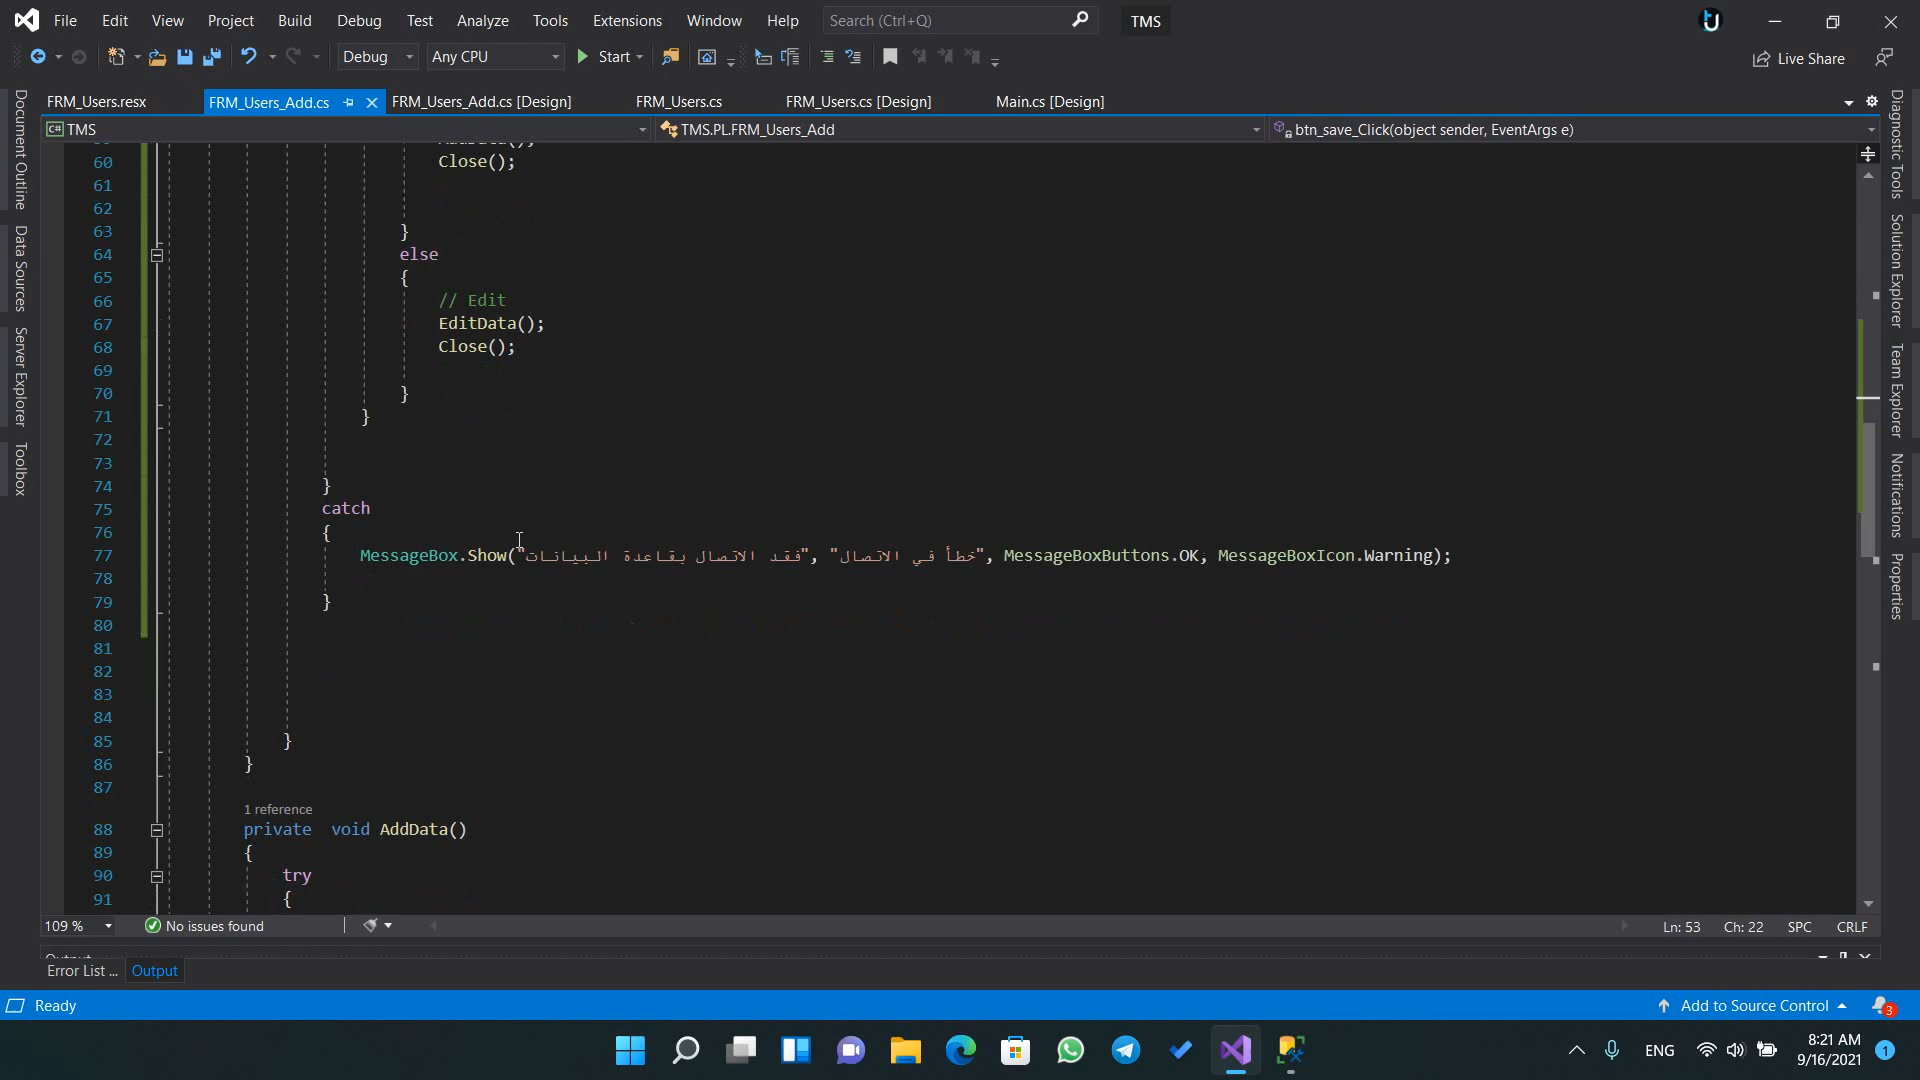 File Edit View Project Build Debug Test Analyze Tools Extensions Window Help Search (Ctrl+Q) TMS
Debug Any CPU Start Live Share
FRM_Users.resx FRM_Users_Add.cs FRM_Users_Add.cs [Design] FRM_Users.cs FRM_Users.cs [Design] Main.cs [Design]
C# TMS TMS.PL.FRM_Users_Add btn_save_Click(object sender, EventArgs e)
Document Outline
Data Sources
Server Explorer
Toolbox
60 Close();
61
62
63 }
64 else
65 {
66 // Edit
67 EditData();
68 Close();
69
70 }
71 }
72
73
74 }
75 catch
76 {
77 MessageBox.Show("فقد الاتصال بقاعدة البيانات", "خطأ في الاتصال", MessageBoxButtons.OK, MessageBoxIcon.Warning);
78
79 }
80
81
82
83
84
85 }
86 }
87
1 reference
88 private void AddData()
89 {
90 try
91 {
Diagnostic Tools
Solution Explorer
Team Explorer
Notifications
Properties
109 % No issues found Ln: 53 Ch: 22 SPC CRLF
Error List ... Output
Ready Add to Source Control 3
ENG 8:21 AM
9/16/2021 1